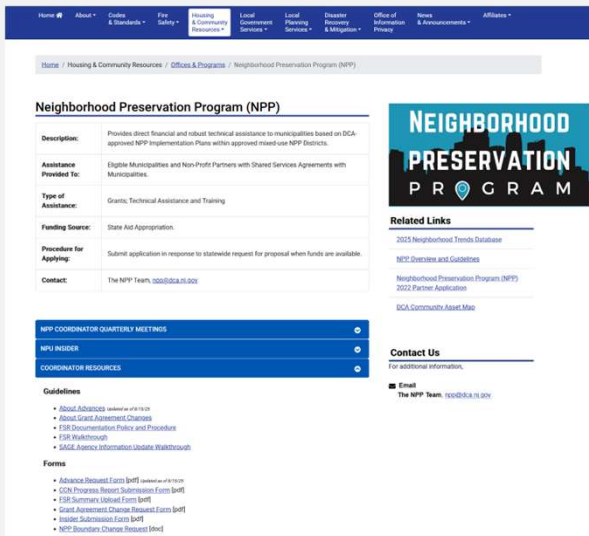 Home About Codes & Standards Fire Safety Housing & Community Resources Local Government Services Local Planning Services Disaster Recovery & Mitigation Office of Information Privacy News & Announcements Affiliates
Home / Housing & Community Resources / Offices & Programs / Neighborhood Preservation Program (NPP)
Neighborhood Preservation Program (NPP)
Description: Provides direct financial and robust technical assistance to municipalities based on DCA-
approved NPP Implementation Plans within approved mixed-use NPP Districts.
Assistance Provided To: Eligible Municipalities and Non-Profit Partners with Shared Services Agreements with
Municipalities.
Type of Assistance: Grants; Technical Assistance and Training
Funding Source: State Aid Appropriation.
Procedure for Applying: Submit application in response to statewide request for proposal when funds are available.
Contact: The NPP Team, npp@dca.nj.gov
NPP COORDINATOR QUARTERLY MEETINGS
NPU INSIDER
COORDINATOR RESOURCES
Guidelines
About Advances
About Grant Agreement Changes
FSR Documentation Policy and Procedure
FSR Walkthrough
SAGE Agency Information Update Walkthrough
Forms
Advance Request Form [pdf]
CCN Progress Report Submission Form [pdf]
FSR Summary Upload Form [pdf]
Grant Agreement Change Request Form [pdf]
Insider Submission Form [pdf]
NPP Boundary Change Request [doc]
NEIGHBORHOOD
PRESERVATION
PROGRAM
Related Links
2025 Neighborhood Trends Database
NPP Overview and Guidelines
Neighborhood Preservation Program (NPP)
2022 Partner Application
DCA Community Asset Map
Contact Us
For additional information,
Email
The NPP Team, npp@dca.nj.gov